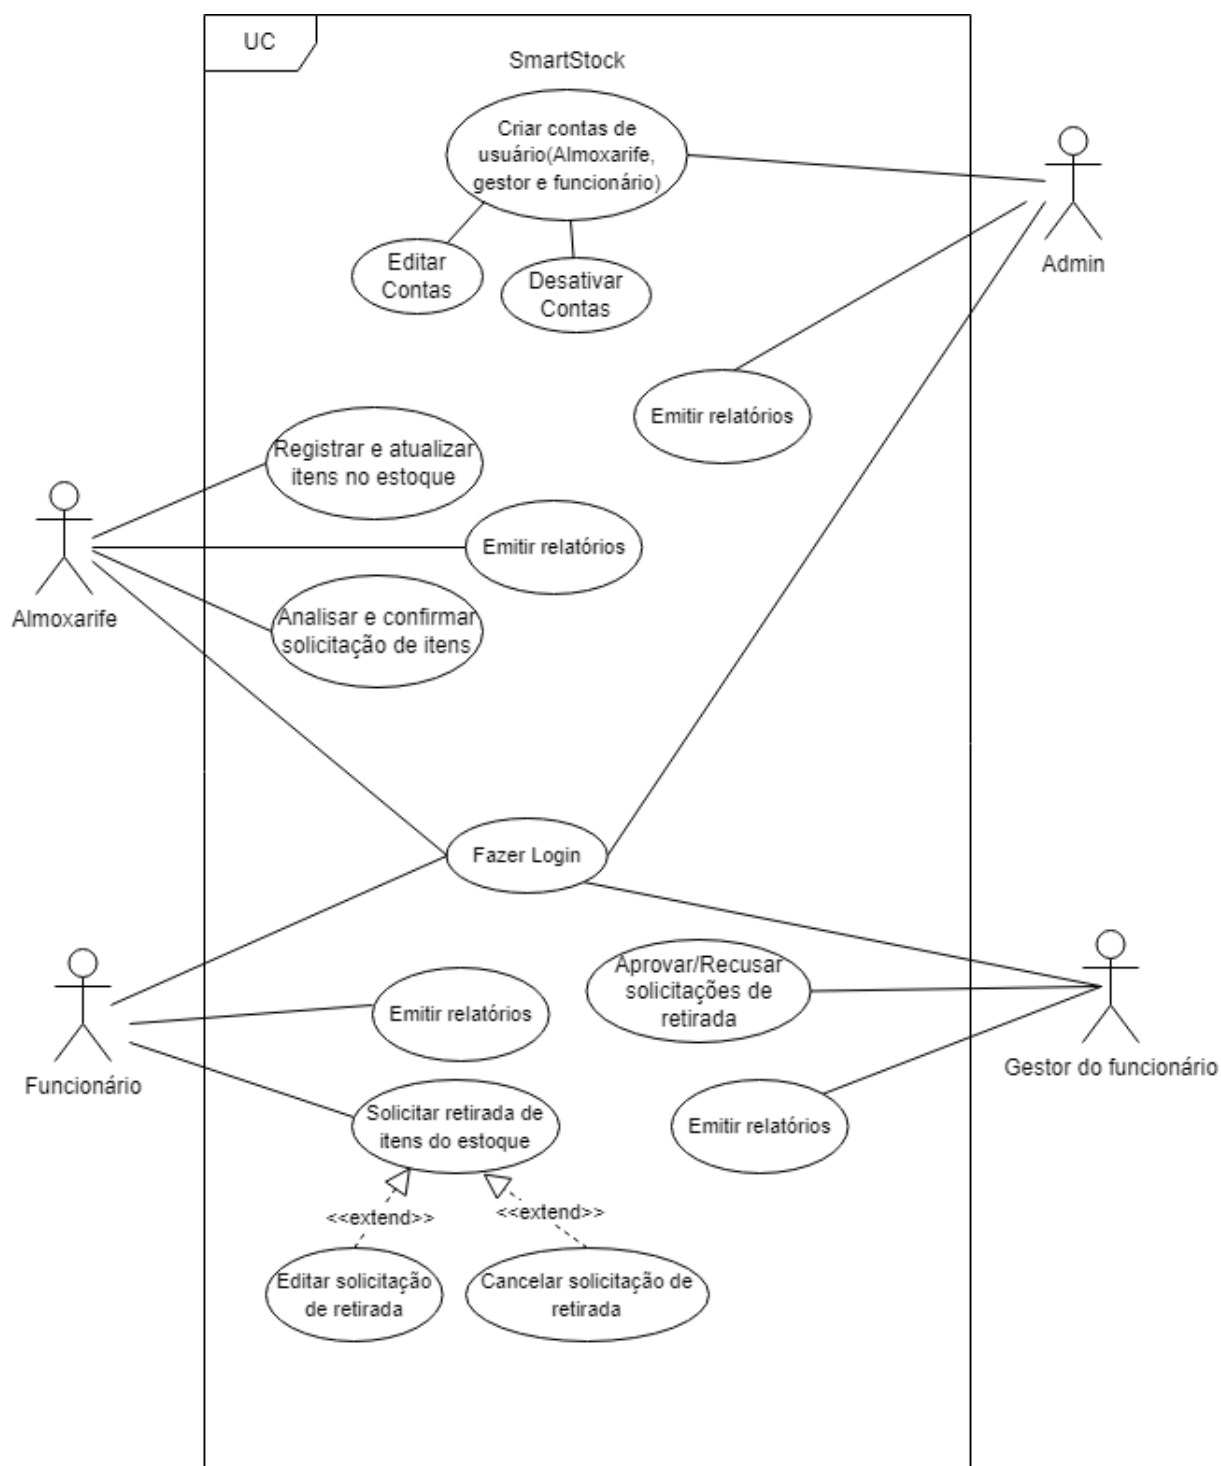 UC
SmartStock
Criar contas de
usuário(Almoxarife,
gestor e funcionário)
Editar
Contas
Desativar
Contas
Admin
Emitir relatórios
Registrar e atualizar
itens no estoque
Emitir relatórios
Analisar e confirmar
solicitação de itens
Almoxarife
Fazer Login
Aprovar/Recusar
solicitações de
retirada
Emitir relatórios
Funcionário
Gestor do funcionário
Solicitar retirada de
itens do estoque
Emitir relatórios
<<extend>>
<<extend>>
Editar solicitação
de retirada
Cancelar solicitação de
retirada